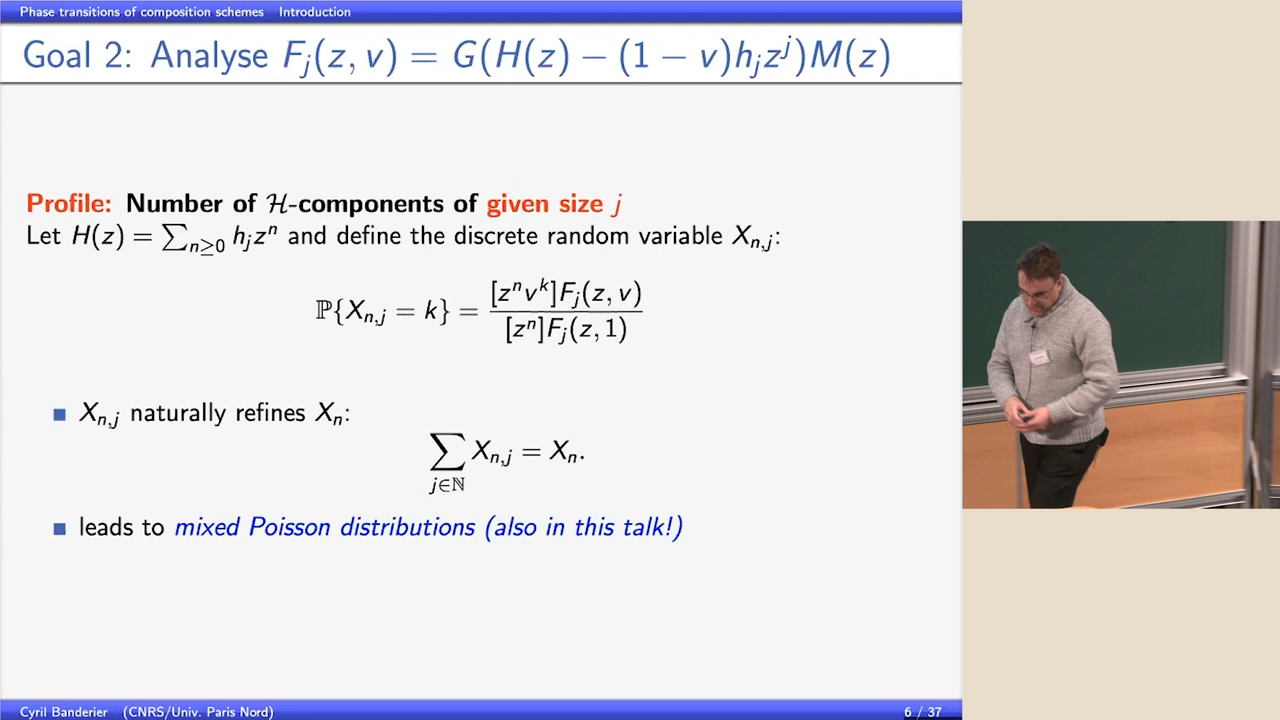 Phase transitions of composition schemes Introduction
Goal 2: Analyse F_j(z, v) = G(H(z) − (1 − v)h_j z^j)M(z)
Profile: Number of ℋ-components of given size j
Let H(z) = ∑_{n≥0} h_j z^n and define the discrete random variable X_{n,j}:
ℙ{X_{n,j} = k} = [z^n v^k]F_j(z, v) / [z^n]F_j(z, 1)
X_{n,j} naturally refines X_n:
∑_{j∈ℕ} X_{n,j} = X_n.
leads to mixed Poisson distributions (also in this talk!)
Cyril Banderier (CNRS/Univ. Paris Nord) 6 / 37